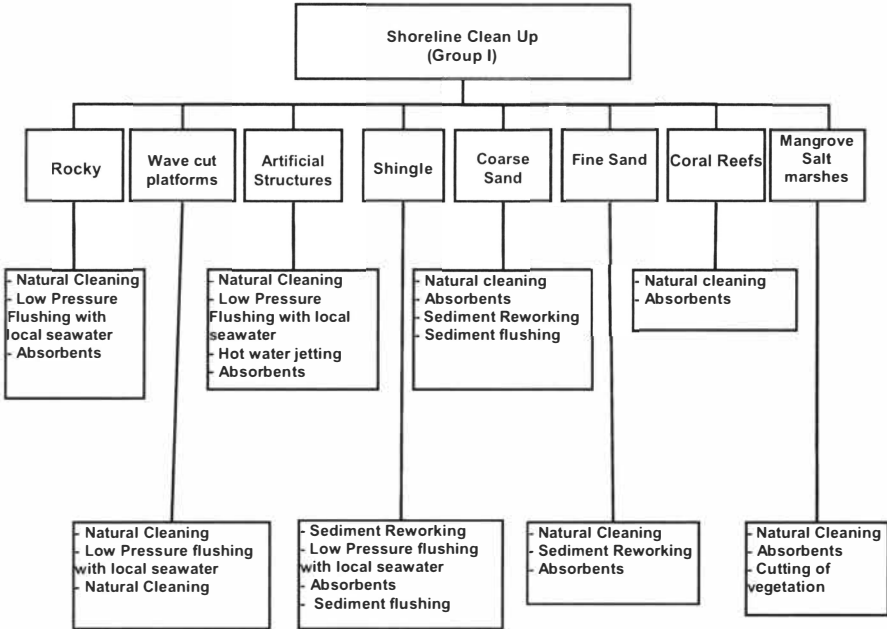 Shoreline Clean Up
(Group I)
Rocky
Wave cut
platforms
Artificial
Structures
Shingle
Coarse
Sand
Fine Sand
Coral Reefs
Mangrove
Salt
marshes
- Natural Cleaning
- Low Pressure
Flushing with
local seawater
- Absorbents
- Natural Cleaning
- Low Pressure
Flushing with local
seawater
- Hot water jetting
- Absorbents
- Natural cleaning
- Absorbents
- Sediment Reworking
- Sediment flushing
- Natural cleaning
- Absorbents
- Natural Cleaning
- Low Pressure flushing
with local seawater
- Natural Cleaning
- Sediment Reworking
- Low Pressure flushing
with local seawater
- Absorbents
- Sediment flushing
- Natural Cleaning
- Sediment Reworking
- Absorbents
- Natural Cleaning
- Absorbents
- Cutting of
vegetation